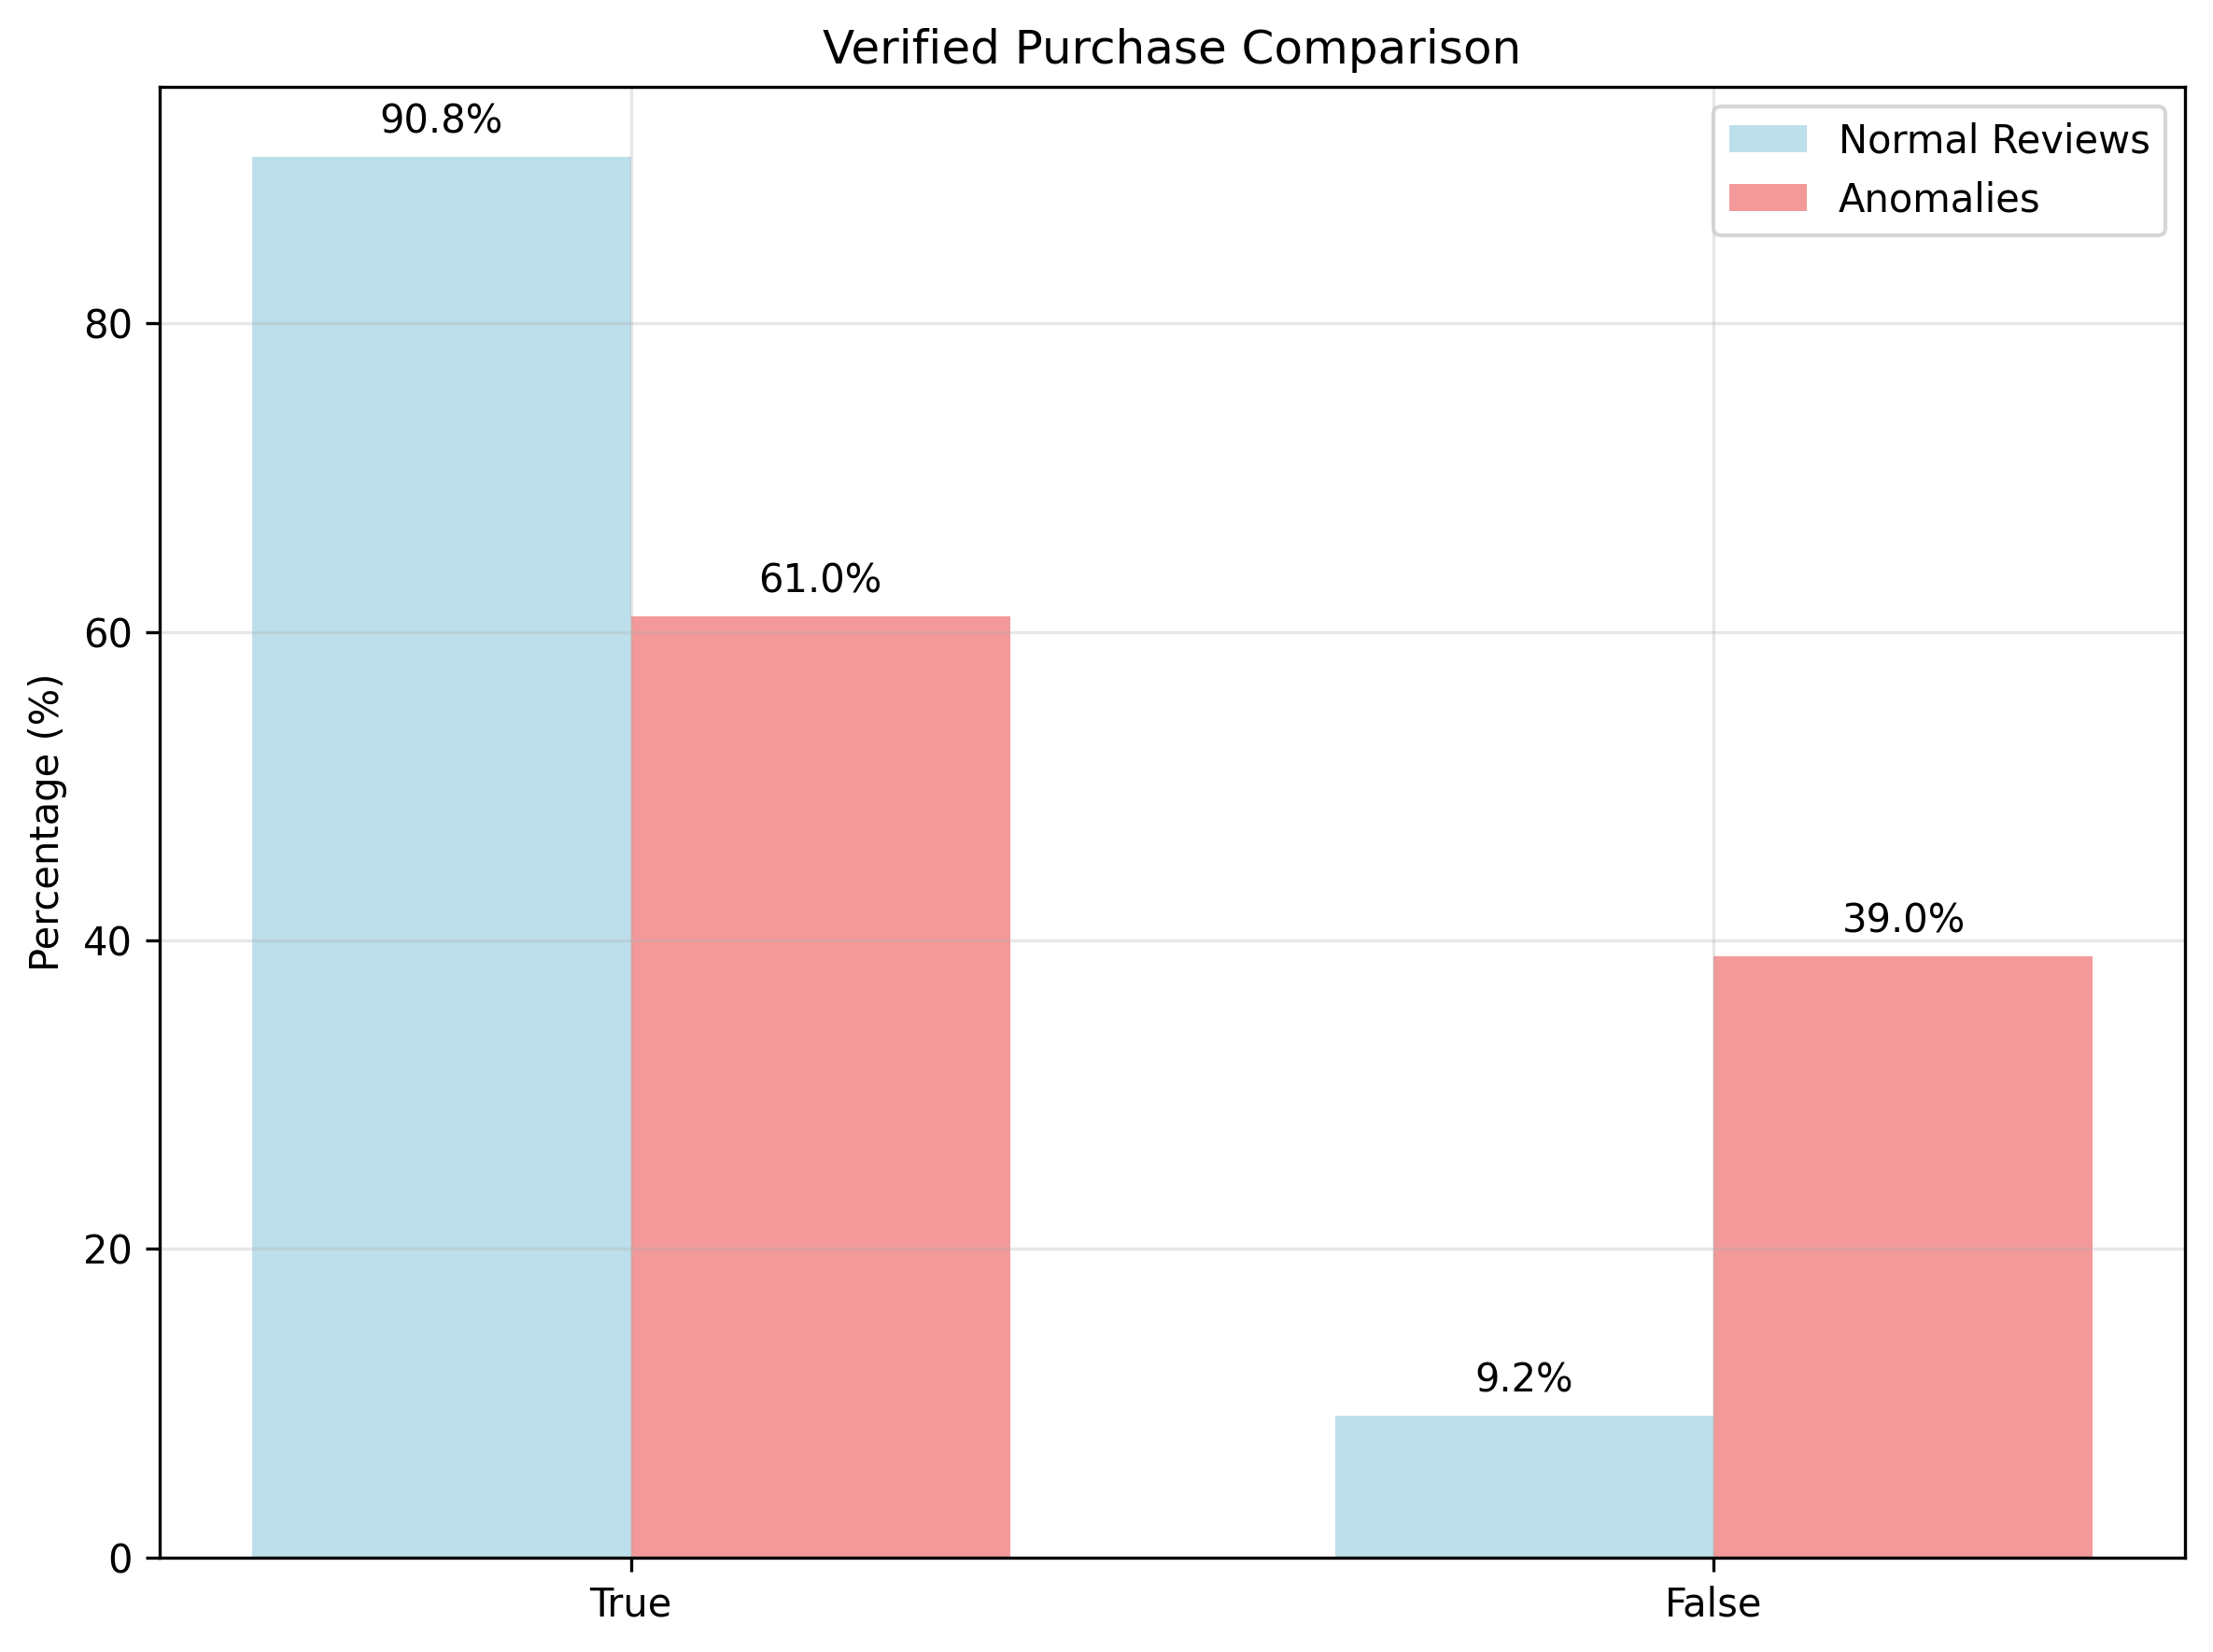 Verified Purchase Comparison
90.8%
Normal Reviews
Anomalies
80
61.0%
60
Percentage (%)
39.0%
40
20
9.2%
0
True
False